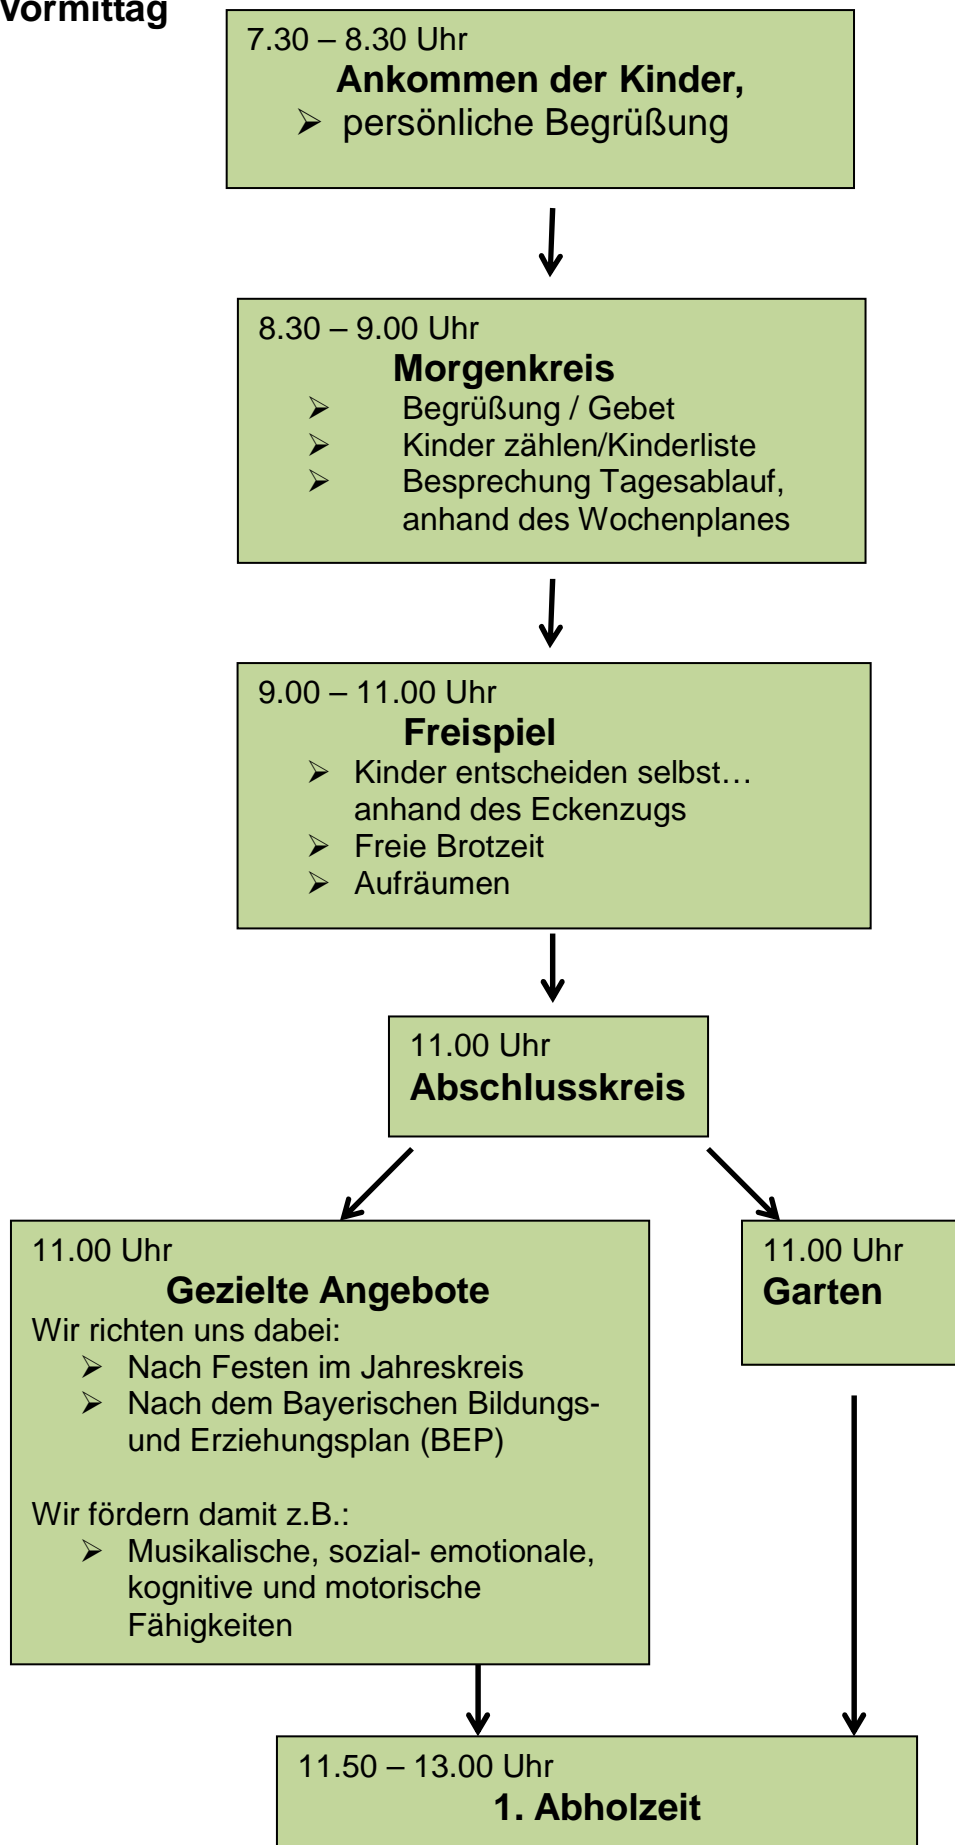 Vormittag
7.30 – 8.30 Uhr
Ankommen der Kinder,
➢ persönliche Begrüßung
8.30 – 9.00 Uhr
Morgenkreis
➢ Begrüßung / Gebet
➢ Kinder zählen/Kinderliste
➢ Besprechung Tagesablauf,
anhand des Wochenplanes
9.00 – 11.00 Uhr
Freispiel
➢ Kinder entscheiden selbst…
anhand des Eckenzugs
➢ Freie Brotzeit
➢ Aufräumen
11.00 Uhr
Abschlusskreis
11.00 Uhr
Gezielte Angebote
Wir richten uns dabei:
➢ Nach Festen im Jahreskreis
➢ Nach dem Bayerischen Bildungs-
und Erziehungsplan (BEP)
Wir fördern damit z.B.:
➢ Musikalische, sozial- emotionale,
kognitive und motorische
Fähigkeiten
11.00 Uhr
Garten
11.50 – 13.00 Uhr
1. Abholzeit